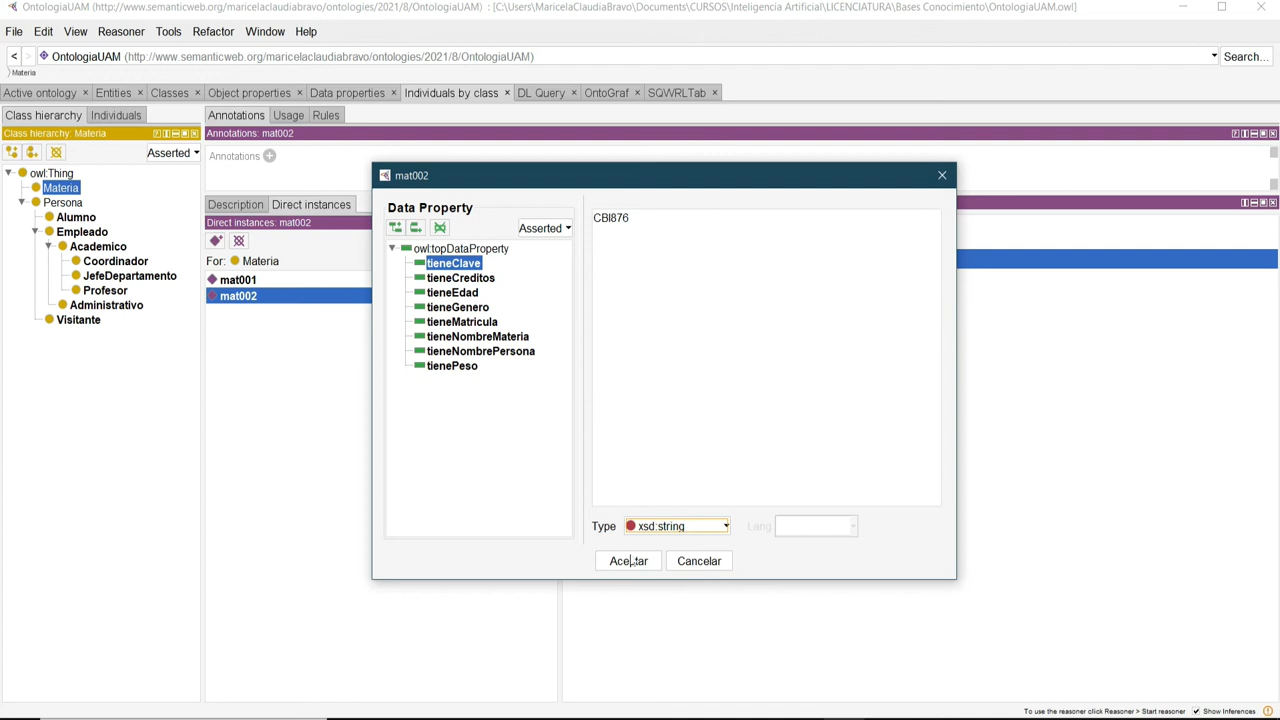 OntologiaUAM (http://www.semanticweb.org/maricelaclaudiabravo/ontologies/2021/8/OntologiaUAM) : [C:\Users\MaricelaClaudiaBravo\Documents\CURSOS\Inteligencia Artificial\LICENCIATURA\Bases Conocimiento\OntologiaUAM.owl]
File Edit View Reasoner Tools Refactor Window Help
< > OntologiaUAM (http://www.semanticweb.org/maricelaclaudiabravo/ontologies/2021/8/OntologiaUAM) Search...
Materia
Active ontology × Entities × Classes × Object properties × Data properties × Individuals by class × DL Query × OntoGraf × SQWRLTab ×
Class hierarchy Individuals
Class hierarchy: Materia
Asserted
owl:Thing
Materia
Persona
Alumno
Empleado
Academico
Coordinador
JefeDepartamento
Profesor
Administrativo
Visitante
Annotations Usage Rules
Annotations: mat002
Annotations
Description Direct instances
Direct instances: mat002
For: Materia
mat001
mat002
mat002
Data Property
Asserted
owl:topDataProperty
tieneClave
tieneCreditos
tieneEdad
tieneGenero
tieneMatricula
tieneNombreMateria
tieneNombrePersona
tienePeso
CBI876
Type xsd:string Lang
Aceptar Cancelar
To use the reasoner click Reasoner > Start reasoner Show Inferences